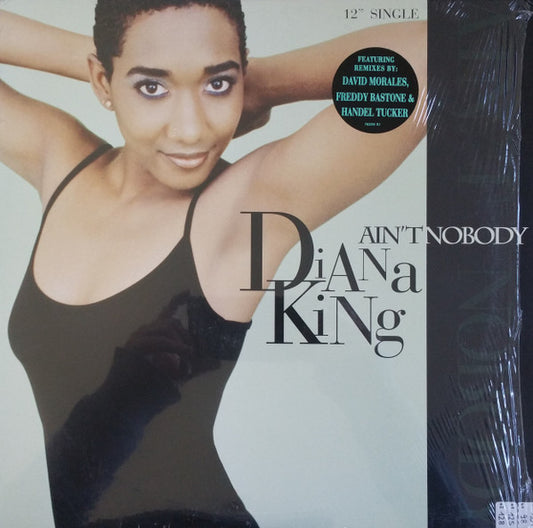 12" SINGLE
FEATURING
REMIXES BY:
DAVID MORALES,
FREDDY BASTONE &
HANDEL TUCKER
AIN'T NOBODY
DiANa
KiNg